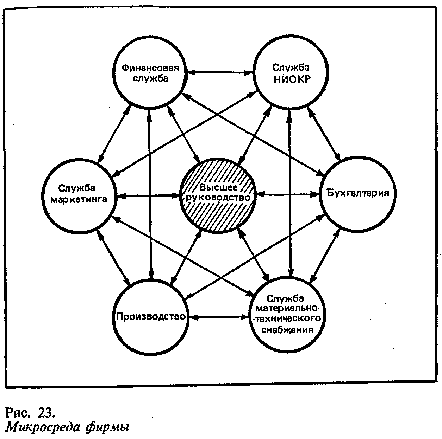 Финансовая
служба
Служба
НИОКР
Служба
маркетинга
Высшее
руководство
Бухгалтерия
Производство
Служба
материально-
-технического
снабжения
Рис. 23.
Микросреда фирмы